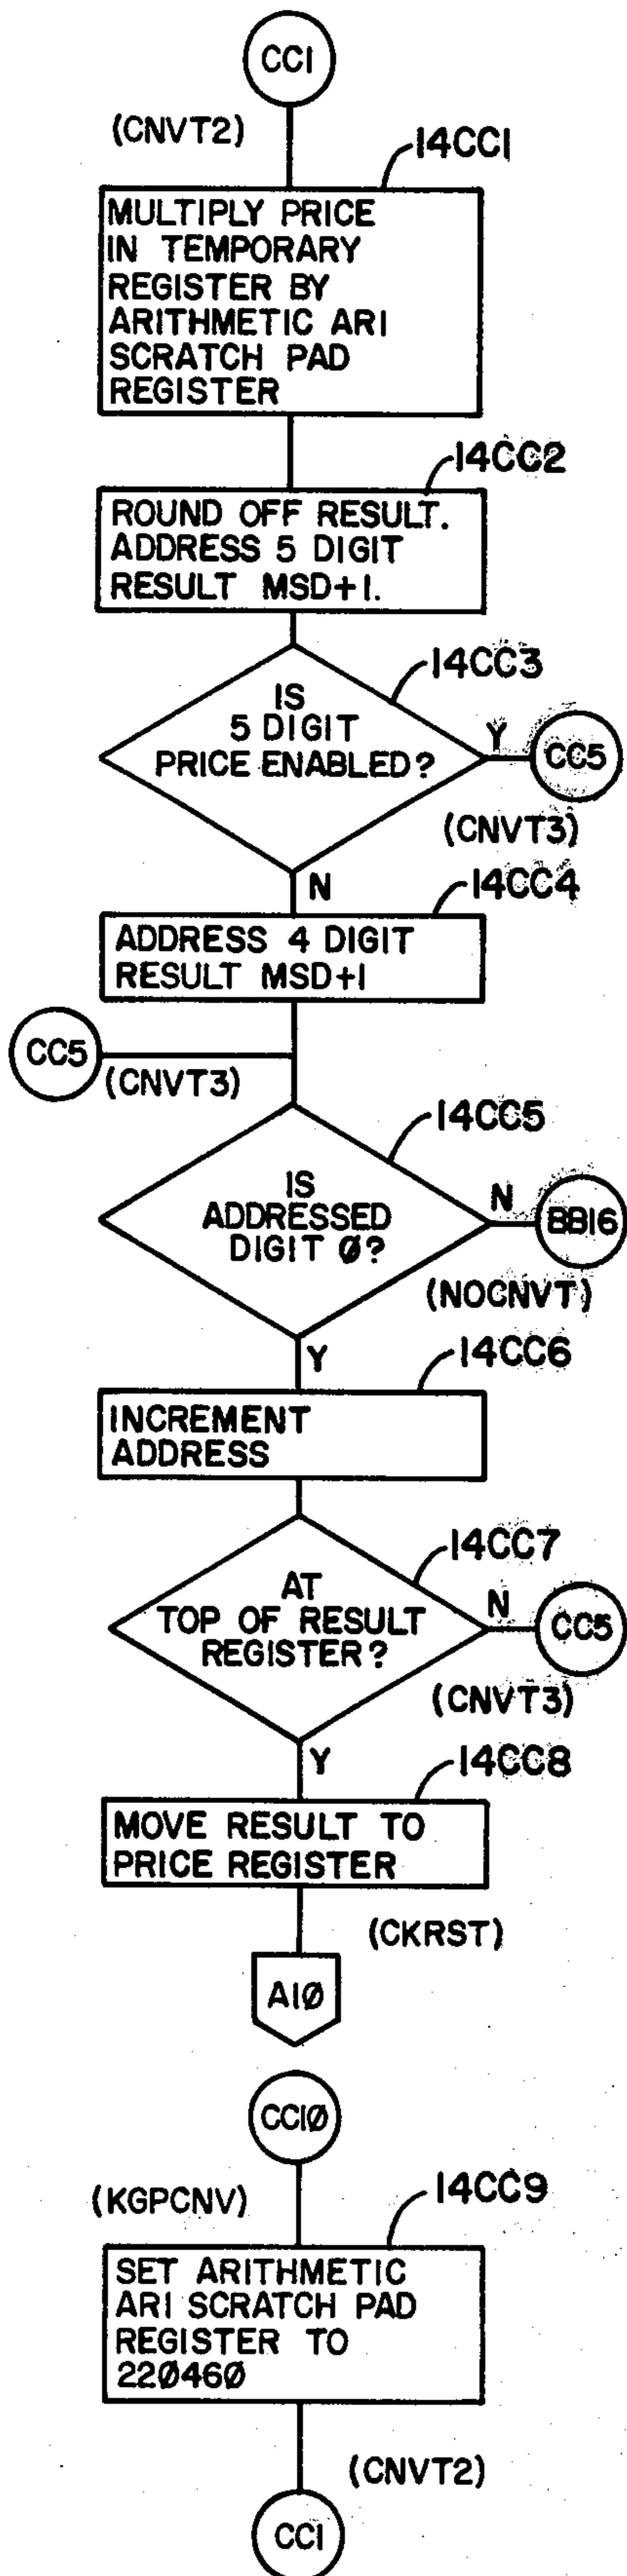 CC1
(CNVT2)
14CC1
MULTIPLY PRICE
IN TEMPORARY
REGISTER BY
ARITHMETIC AR1
SCRATCH PAD
REGISTER
14CC2
ROUND OFF RESULT.
ADDRESS 5 DIGIT
RESULT MSD+1.
14CC3
IS
5 DIGIT
PRICE ENABLED?
Y
CC5
(CNVT3)
N
14CC4
ADDRESS 4 DIGIT
RESULT MSD+1
CC5
(CNVT3)
14CC5
IS
ADDRESSED
DIGIT Ø?
N
BB16
(NOCNVT)
Y
14CC6
INCREMENT
ADDRESS
14CC7
AT
TOP OF RESULT
REGISTER?
N
CC5
(CNVT3)
Y
14CC8
MOVE RESULT TO
PRICE REGISTER
(CKRST)
A1Ø
CC1Ø
(KGPCNV)
14CC9
SET ARITHMETIC
AR1 SCRATCH PAD
REGISTER TO
22Ø46Ø
(CNVT2)
CC1